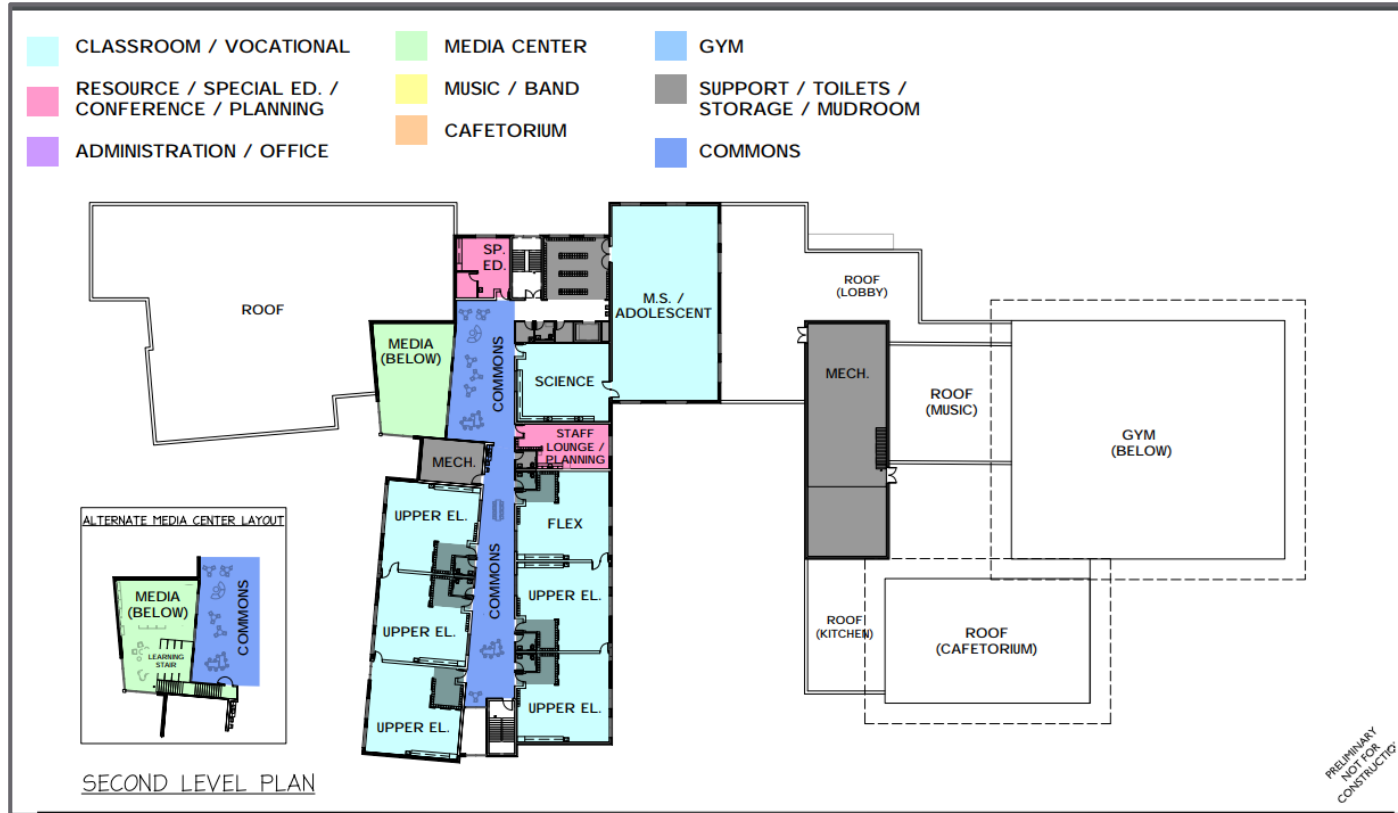 CLASSROOM / VOCATIONAL
RESOURCE / SPECIAL ED. /
CONFERENCE / PLANNING
ADMINISTRATION / OFFICE
MEDIA CENTER
MUSIC / BAND
CAFETORIUM
GYM
SUPPORT / TOILETS /
STORAGE / MUDROOM
COMMONS
ROOF
SP.
ED.
MEDIA
(BELOW)
COMMONS
SCIENCE
M.S. /
ADOLESCENT
STAFF
LOUNGE /
PLANNING
MECH.
UPPER EL.
UPPER EL.
UPPER EL.
COMMONS
FLEX
UPPER EL.
UPPER EL.
ROOF
(LOBBY)
MECH.
ROOF
(MUSIC)
GYM
(BELOW)
ROOF
(KITCHEN)
ROOF
(CAFETORIUM)
ALTERNATE MEDIA CENTER LAYOUT
MEDIA
(BELOW)
LEARNING
STAIR
COMMONS
SECOND LEVEL PLAN
PRELIMINARY
NOT FOR
CONSTRUCTIO